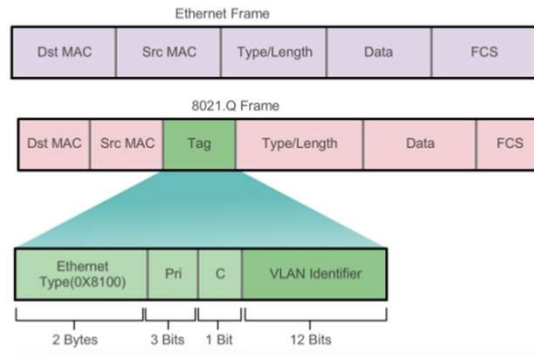 Ethernet Frame
Dst MAC Src MAC Type/Length Data FCS
8021.Q Frame
Dst MAC Src MAC Tag Type/Length Data FCS
Ethernet
Type(0X8100) Pri C VLAN Identifier
2 Bytes 3 Bits 1 Bit 12 Bits